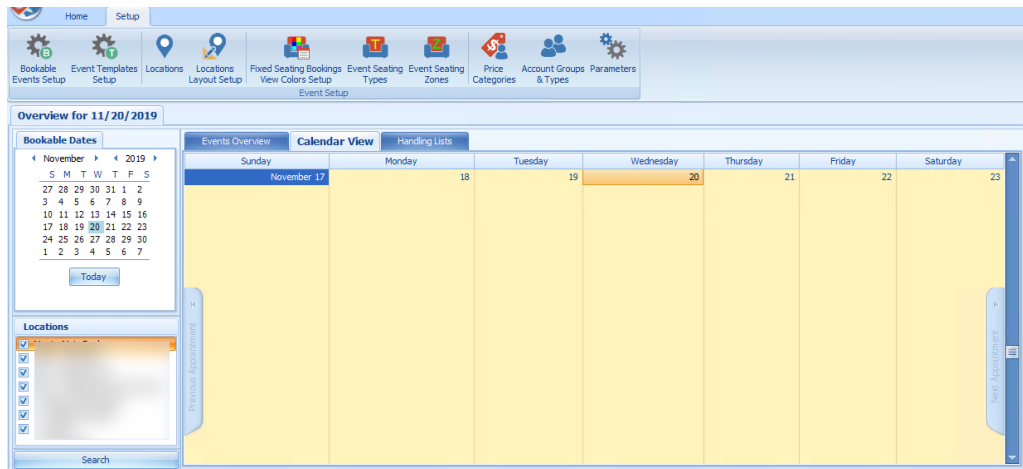 Home Setup
B T T Z $
Bookable Event Templates Locations Locations Fixed Seating Bookings Event Seating Event Seating Price Account Groups Parameters
Events Setup Setup Layout Setup View Colors Setup Types Zones Categories & Types
Event Setup
Overview for 11/20/2019
Bookable Dates
November 2019
S M T W T F S
27 28 29 30 31 1 2
3 4 5 6 7 8 9
10 11 12 13 14 15 16
17 18 19 20 21 22 23
24 25 26 27 28 29 30
1 2 3 4 5 6 7
Today
Locations
Search
Events Overview Calendar View Handling Lists
Sunday Monday Tuesday Wednesday Thursday Friday Saturday
November 17 18 19 20 21 22 23
Previous Appointment
Next Appointment